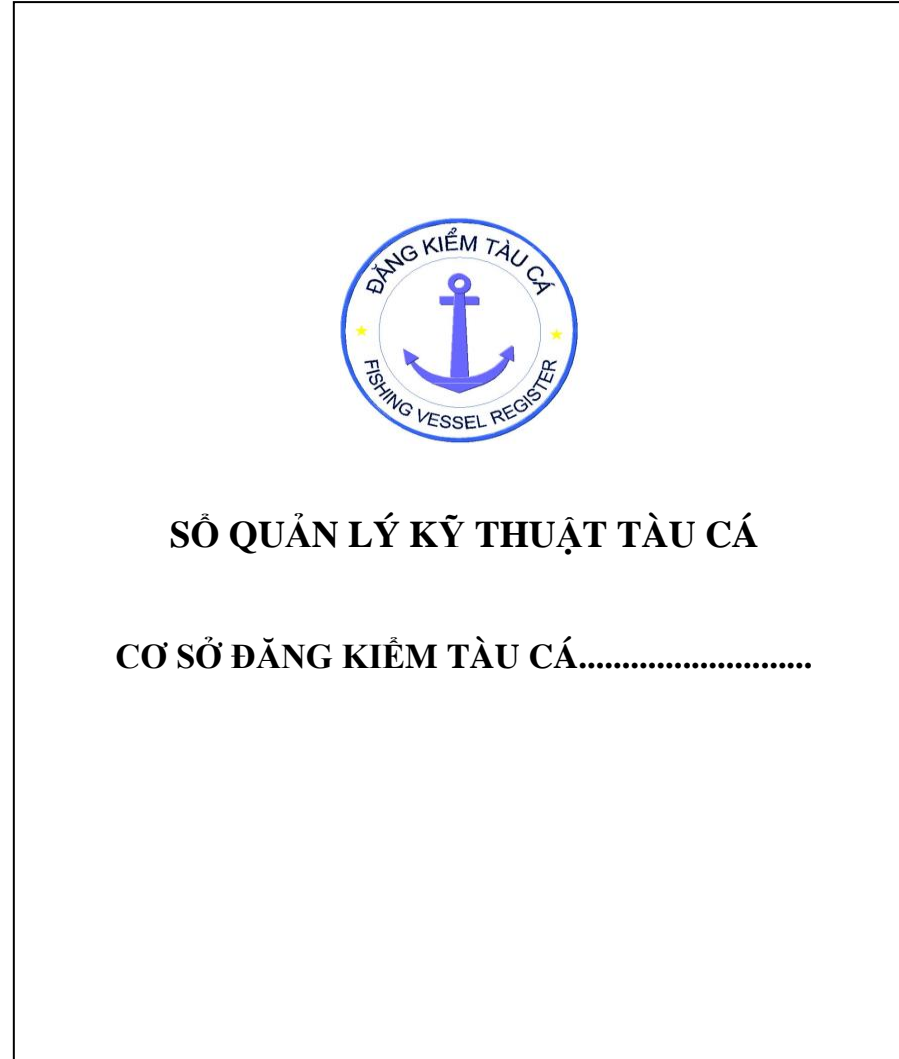 ĐĂNG KIỂM TÀU CÁ
FISHING VESSEL REGISTER
SỔ QUẢN LÝ KỸ THUẬT TÀU CÁ
CƠ SỞ ĐĂNG KIỂM TÀU CÁ...........................